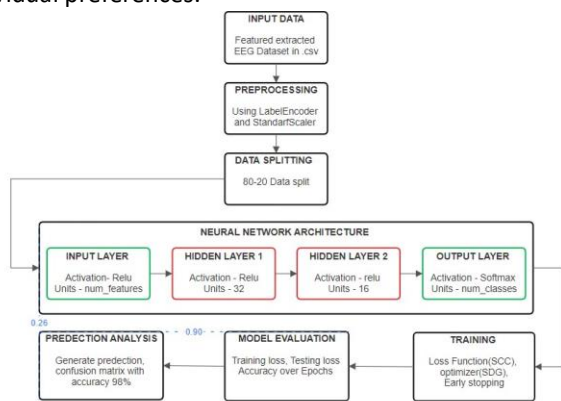 vidual preferences.
INPUT DATA
Featured extracted
EEG Dataset in .csv
PREPROCESSING
Using LabelEncoder
and StandarfScaler
DATA SPLITTING
80-20 Data split
NEURAL NETWORK ARCHITECTURE
INPUT LAYER
Activation- Relu
Units - num_features
HIDDEN LAYER 1
Activation - Relu
Units - 32
HIDDEN LAYER 2
Activation - relu
Units - 16
OUTPUT LAYER
Activation - Softmax
Units - num_classes
0.26
0.90
PREDECTION ANALYSIS
Generate predection,
confusion matrix with
accuracy 98%
MODEL EVALUATION
Training loss, Testing loss
Accuracy over Epochs
TRAINING
Loss Function(SCC),
optimizer(SDG),
Early stopping